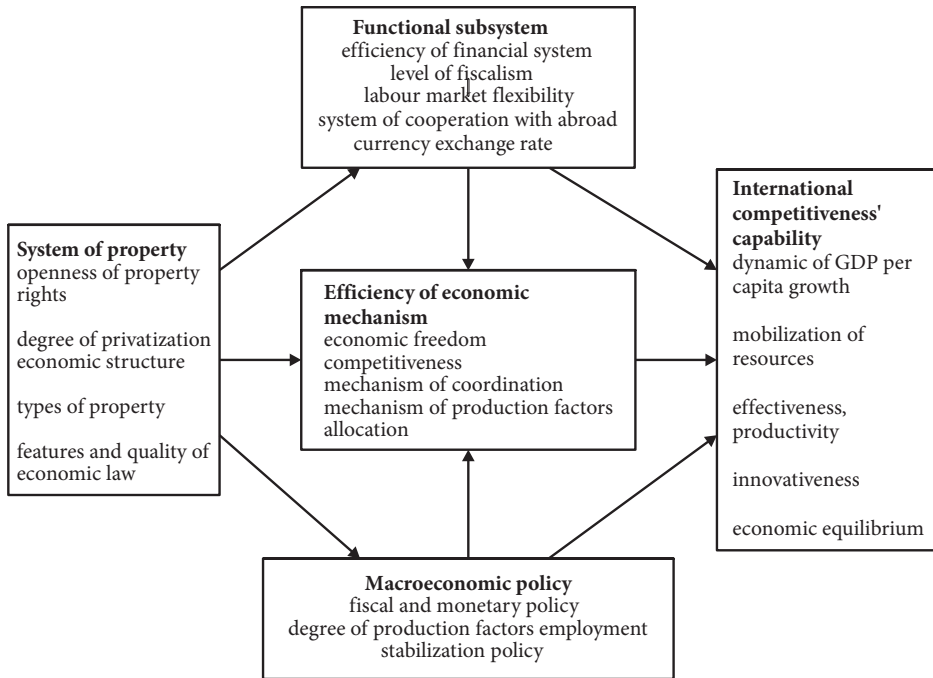 Functional subsystem
efficiency of financial system
level of fiscalism
labour market flexibility
system of cooperation with abroad
currency exchange rate
System of property
openness of property
rights
degree of privatization
economic structure
types of property
features and quality of
economic law
Efficiency of economic
mechanism
economic freedom
competitiveness
mechanism of coordination
mechanism of production factors
allocation
International
competitiveness'
capability
dynamic of GDP per
capita growth
mobilization of
resources
effectiveness,
productivity
innovativeness
economic equilibrium
Macroeconomic policy
fiscal and monetary policy
degree of production factors employment
stabilization policy